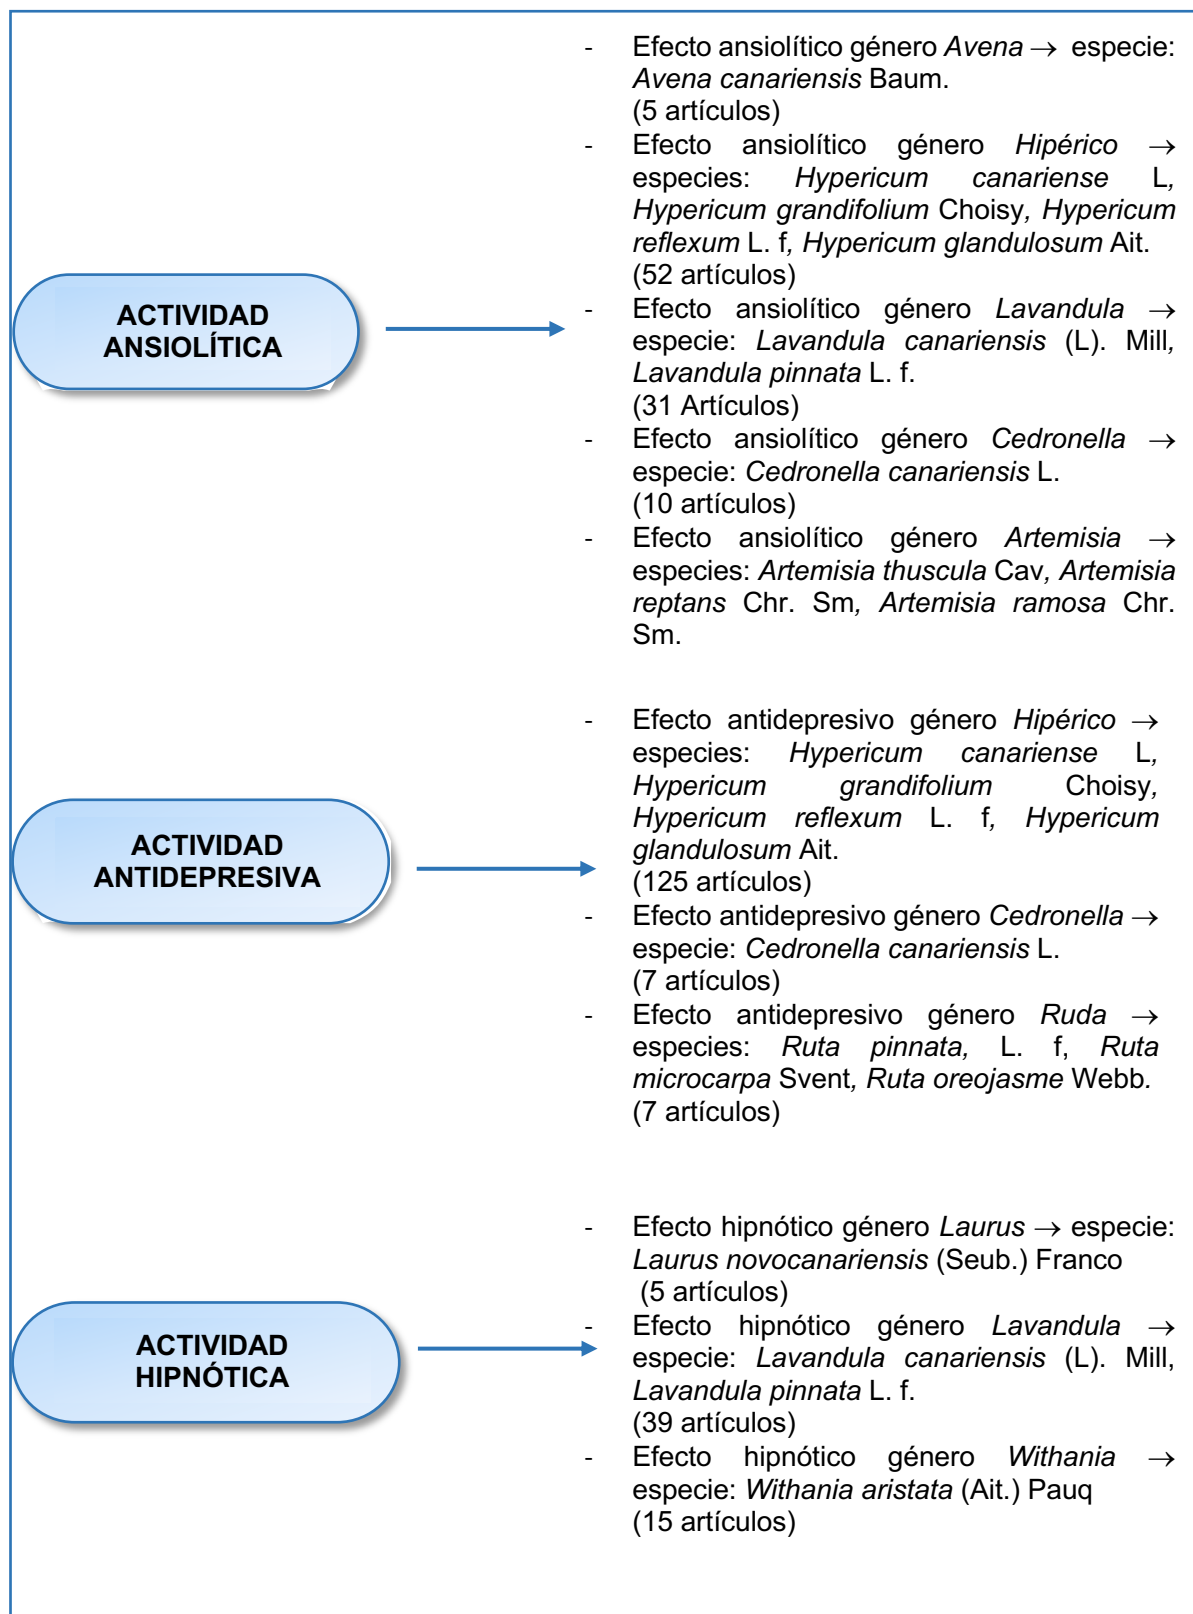 - Efecto ansiolítico género Avena → especie:
Avena canariensis Baum.
(5 artículos)
- Efecto ansiolítico género Hipérico →
especies: Hypericum canariense L,
Hypericum grandifolium Choisy, Hypericum
reflexum L. f, Hypericum glandulosum Ait.
(52 artículos)
ACTIVIDAD
ANSIOLÍTICA
- Efecto ansiolítico género Lavandula →
especie: Lavandula canariensis (L). Mill,
Lavandula pinnata L. f.
(31 Artículos)
- Efecto ansiolítico género Cedronella →
especie: Cedronella canariensis L.
(10 artículos)
- Efecto ansiolítico género Artemisia →
especies: Artemisia thuscula Cav, Artemisia
reptans Chr. Sm, Artemisia ramosa Chr.
Sm.
ACTIVIDAD
ANTIDEPRESIVA
- Efecto antidepresivo género Hipérico →
especies: Hypericum canariense L,
Hypericum grandifolium Choisy,
Hypericum reflexum L. f, Hypericum
glandulosum Ait.
(125 artículos)
- Efecto antidepresivo género Cedronella →
especie: Cedronella canariensis L.
(7 artículos)
- Efecto antidepresivo género Ruda →
especies: Ruta pinnata, L. f, Ruta
microcarpa Svent, Ruta oreojasme Webb.
(7 artículos)
ACTIVIDAD
HIPNÓTICA
- Efecto hipnótico género Laurus → especie:
Laurus novocanariensis (Seub.) Franco
(5 artículos)
- Efecto hipnótico género Lavandula →
especie: Lavandula canariensis (L). Mill,
Lavandula pinnata L. f.
(39 artículos)
- Efecto hipnótico género Withania →
especie: Withania aristata (Ait.) Pauq
(15 artículos)